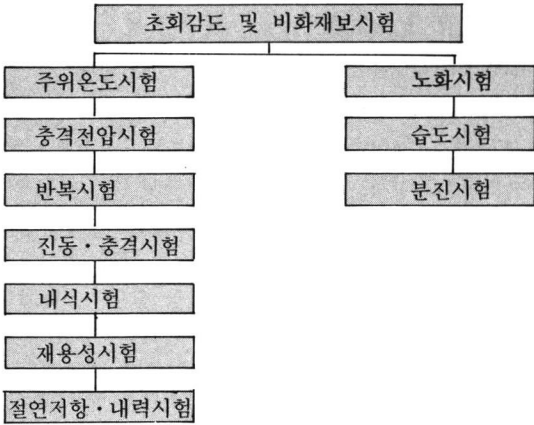 초회감도 및 비화재보시험
주위온도시험
노화시험
충격전압시험
습도시험
반복시험
분진시험
진동·충격시험
내식시험
재용성시험
절연저항·내력시험